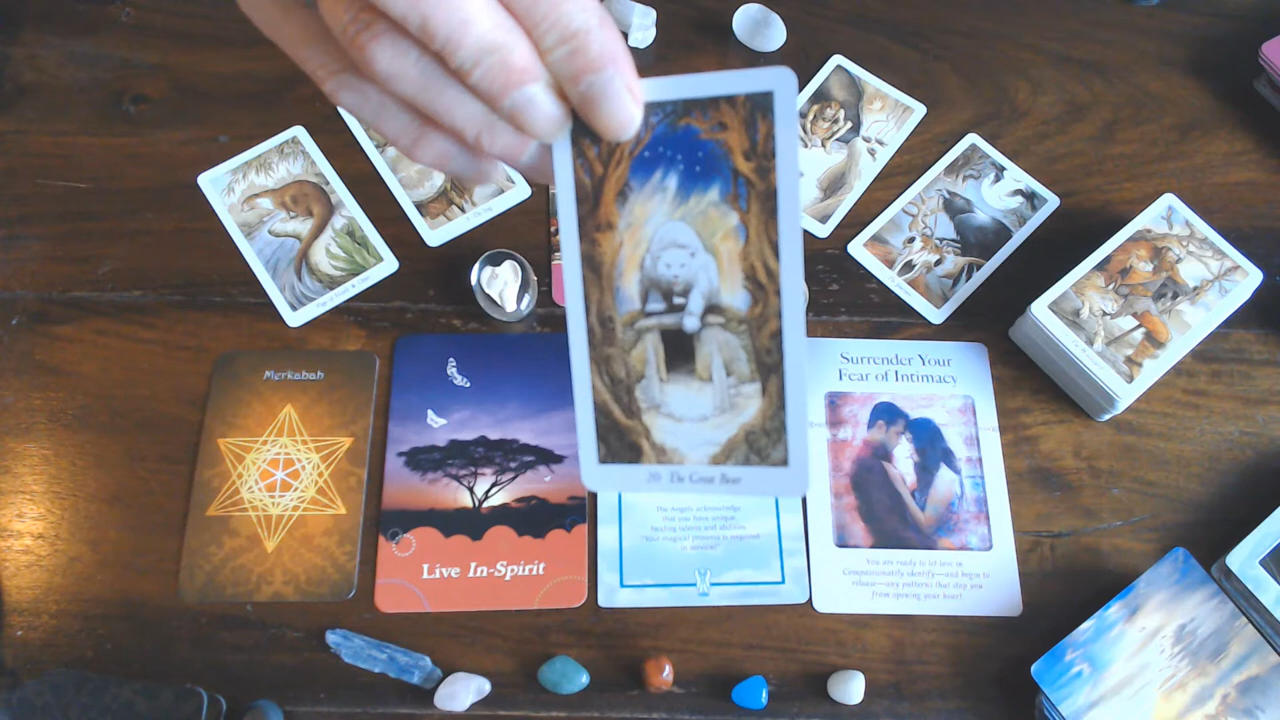 20 The Great Bear
Merkabah
Live In-Spirit
The Angels acknowledge
that you have unique
healing talents and abilities.
"Your magical presence is required
in service!"
Surrender Your
Fear of Intimacy
You are ready to let love in
Compassionately identify—and begin to
release—any patterns that stop you
from opening your heart.